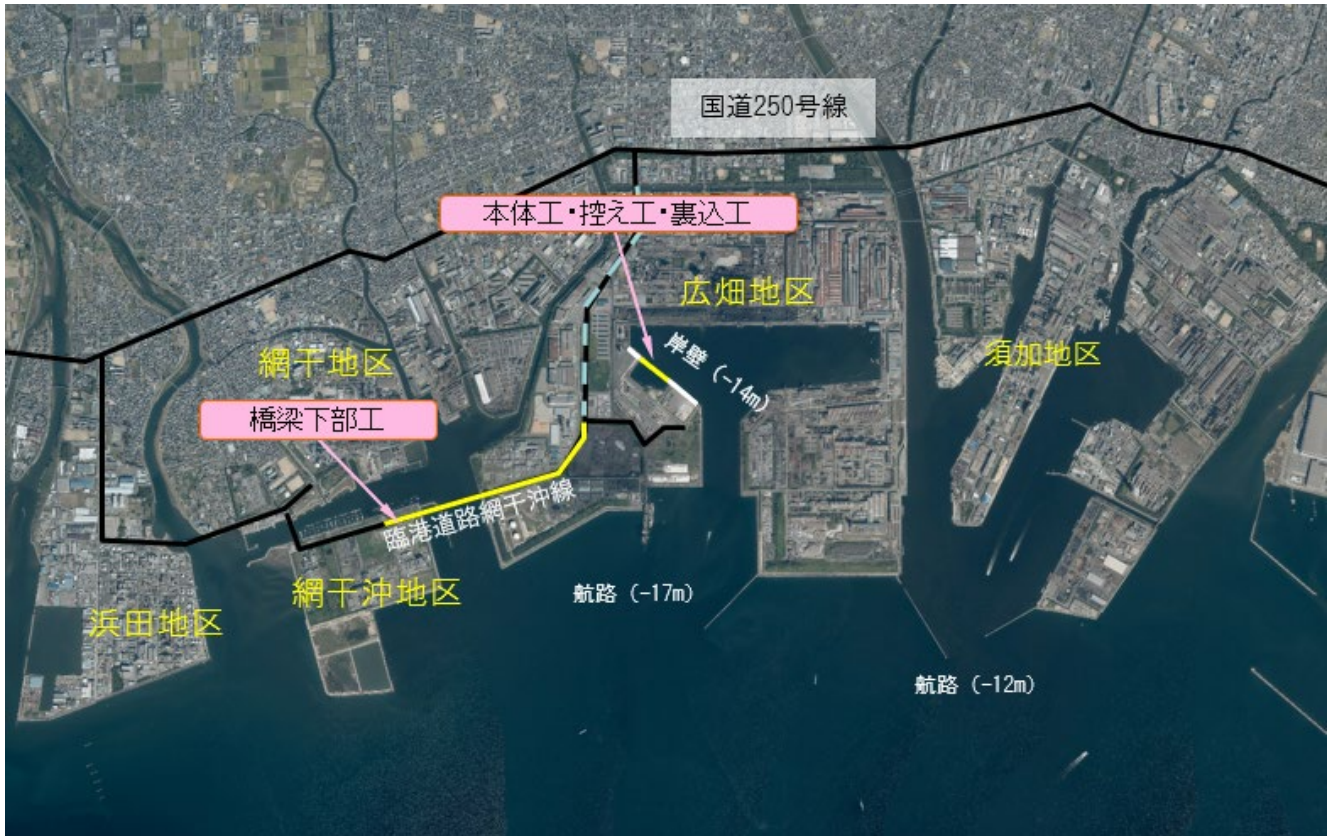 国道250号線
本体工・控え工・裏込工
広畑地区
岸壁（-14m）
須加地区
網干地区
橋梁下部工
臨港道路網干沖線
網干沖地区
航路（-17m）
浜田地区
航路（-12m）